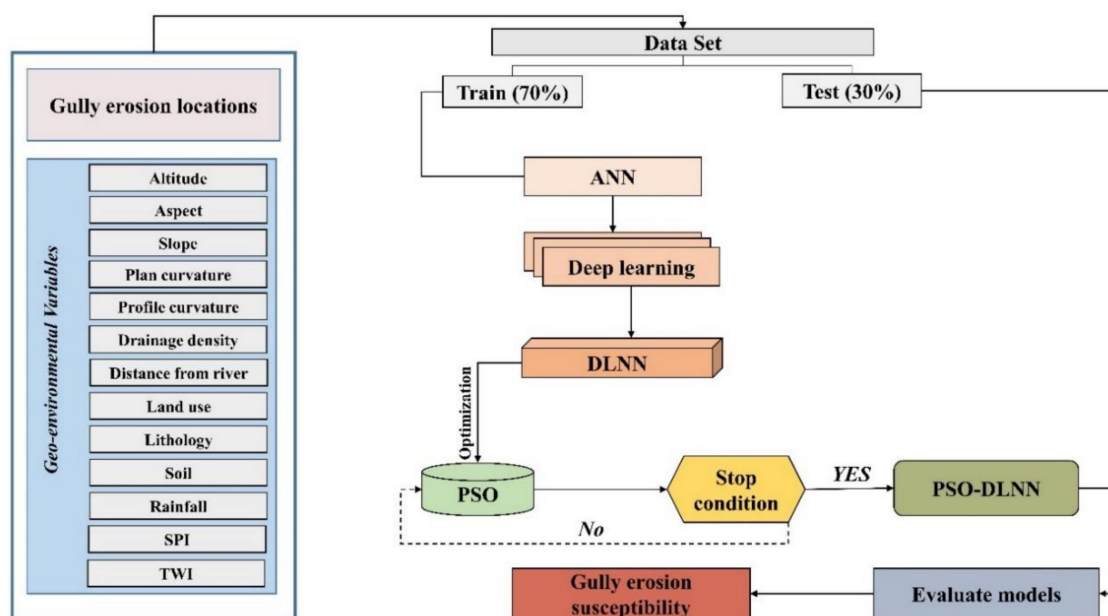 Data Set
Train (70%)
Test (30%)
Gully erosion locations
Geo-environmental Variables
Altitude
Aspect
Slope
Plan curvature
Profile curvature
Drainage density
Distance from river
Land use
Lithology
Soil
Rainfall
SPI
TWI
ANN
Deep learning
DLNN
Optimization
PSO
Stop
condition
YES
No
PSO-DLNN
Evaluate models
Gully erosion
susceptibility